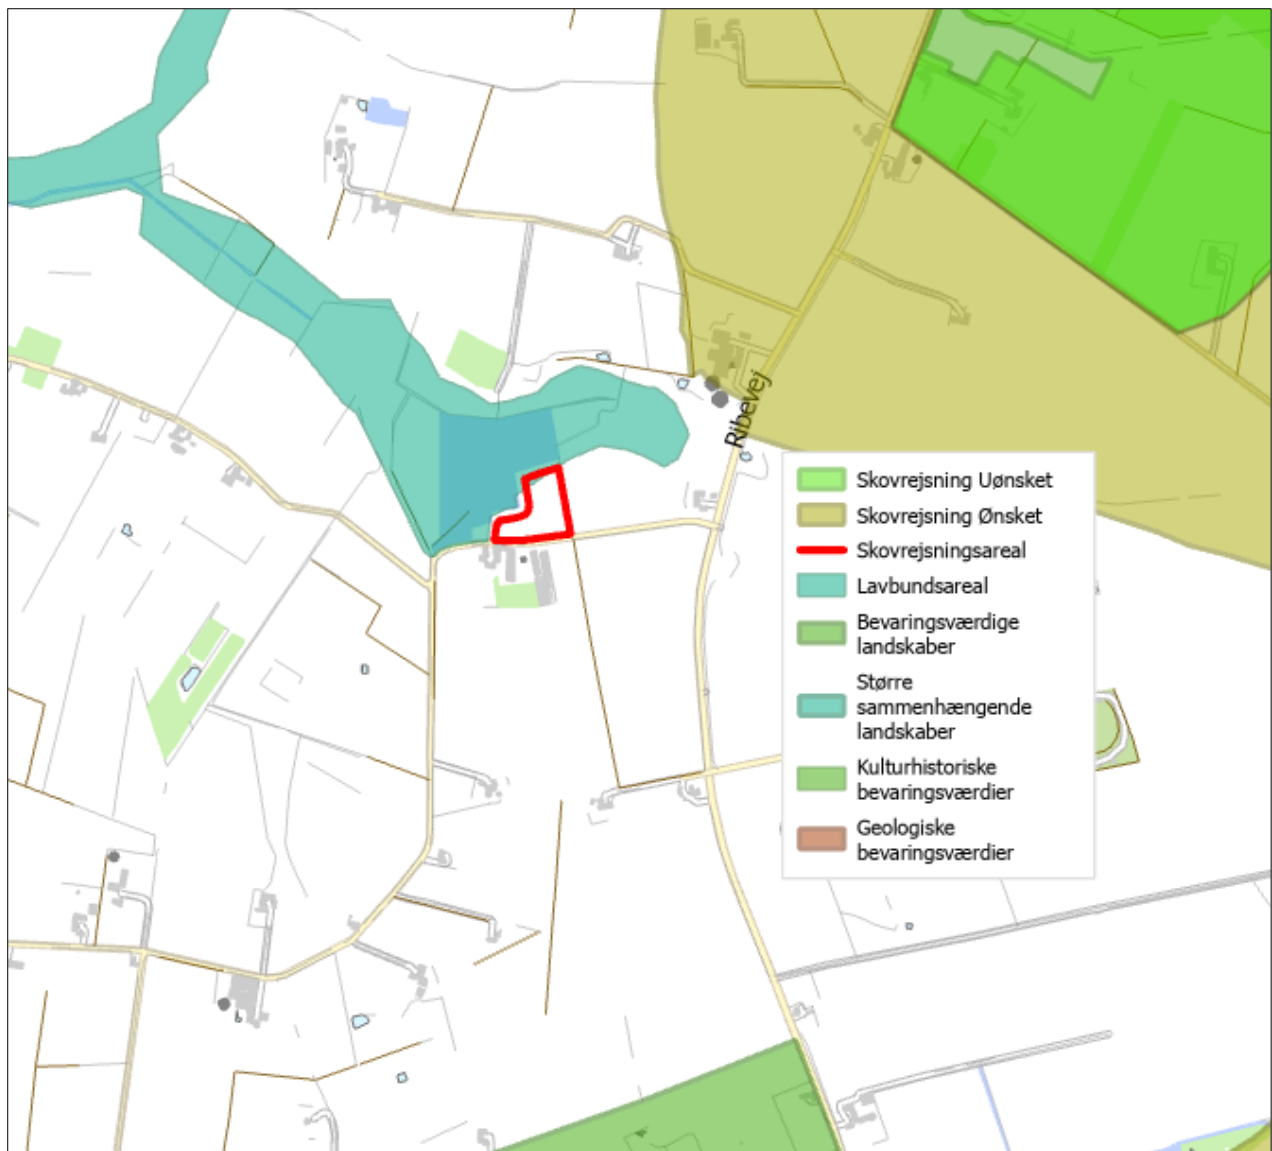 Ribevej
Skovrejsning Uønsket
Skovrejsning Ønsket
Skovrejsningsareal
Lavbundsareal
Bevaringsværdige
landskaber
Større
sammenhængende
landskaber
Kulturhistoriske
bevaringsværdier
Geologiske
bevaringsværdier